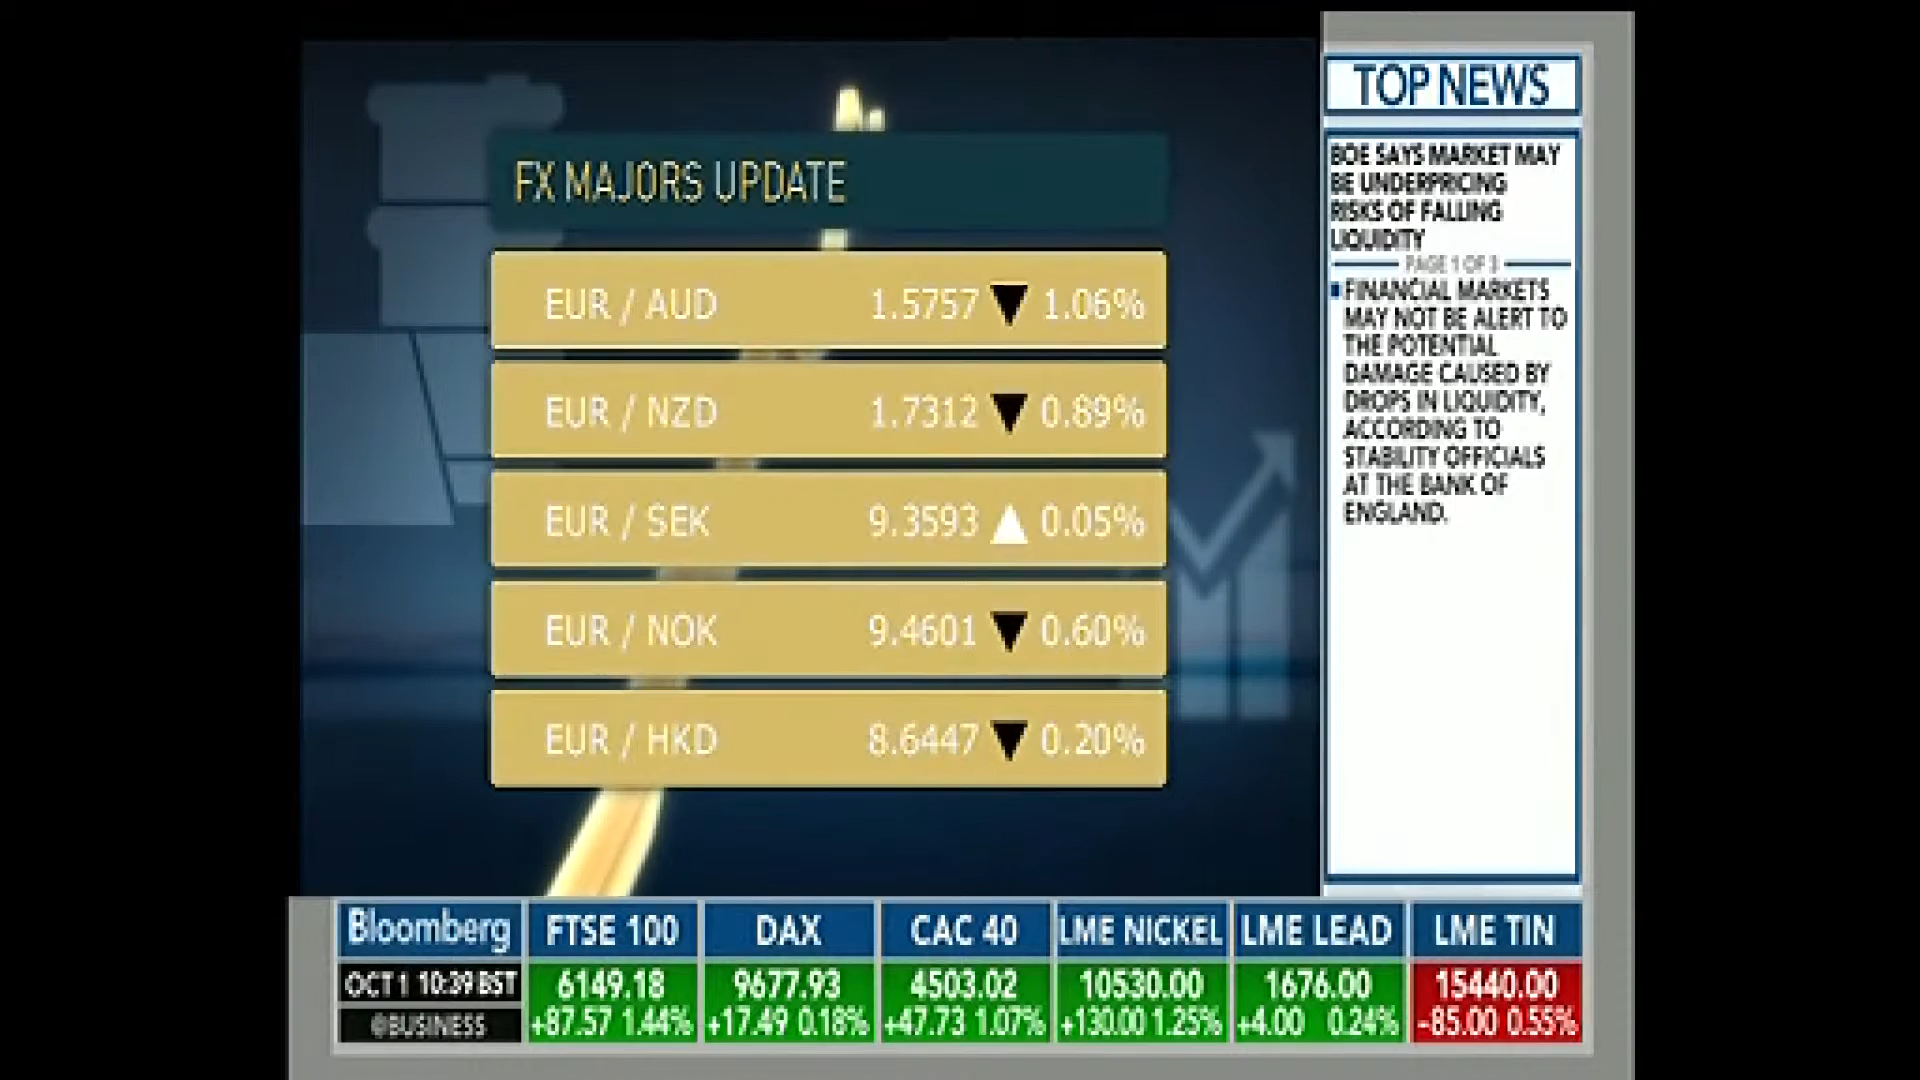 FX MAJORS UPDATE
EUR / AUD 1.5757 ▼ 1.06%
EUR / NZD 1.7312 ▼ 0.89%
EUR / SEK 9.3593 ▲ 0.05%
EUR / NOK 9.4601 ▼ 0.60%
EUR / HKD 8.6447 ▼ 0.20%
TOP NEWS
BOE SAYS MARKET MAY
BE UNDERPRICING
RISKS OF FALLING
LIQUIDITY
PAGE 1 OF 3
FINANCIAL MARKETS
MAY NOT BE ALERT TO
THE POTENTIAL
DAMAGE CAUSED BY
DROPS IN LIQUIDITY,
ACCORDING TO
STABILITY OFFICIALS
AT THE BANK OF
ENGLAND.
Bloomberg FTSE 100 DAX CAC 40 LME NICKEL LME LEAD LME TIN
OCT 1 10:39 BST 6149.18 9677.93 4503.02 10530.00 1676.00 15440.00
@BUSINESS +87.57 1.44% +17.49 0.18% +47.73 1.07% +130.00 1.25% +4.00 0.24% -85.00 0.55%